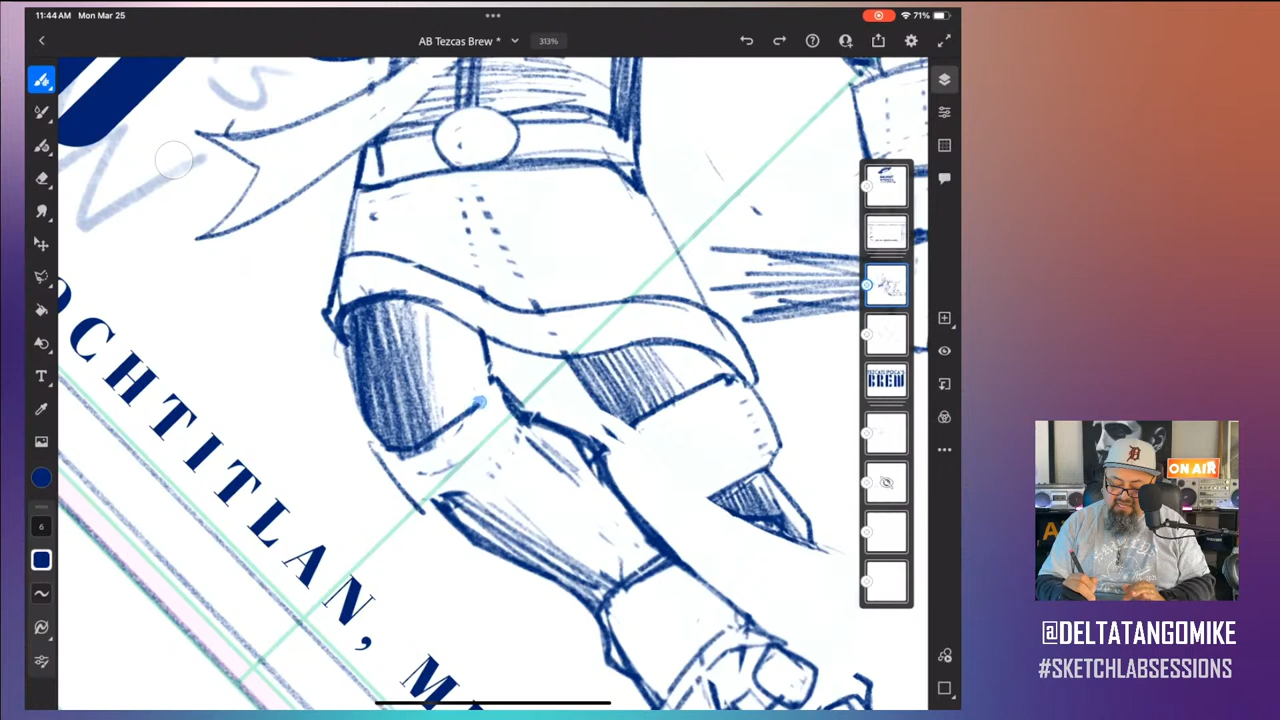 11:44 AM Mon Mar 25
71%
AB Tezcas Brew *
313%
OCHTITLAN, M
6
BREW
ON AIR
@DELTATANGOMIKE
#SKETCHLABSESSIONS